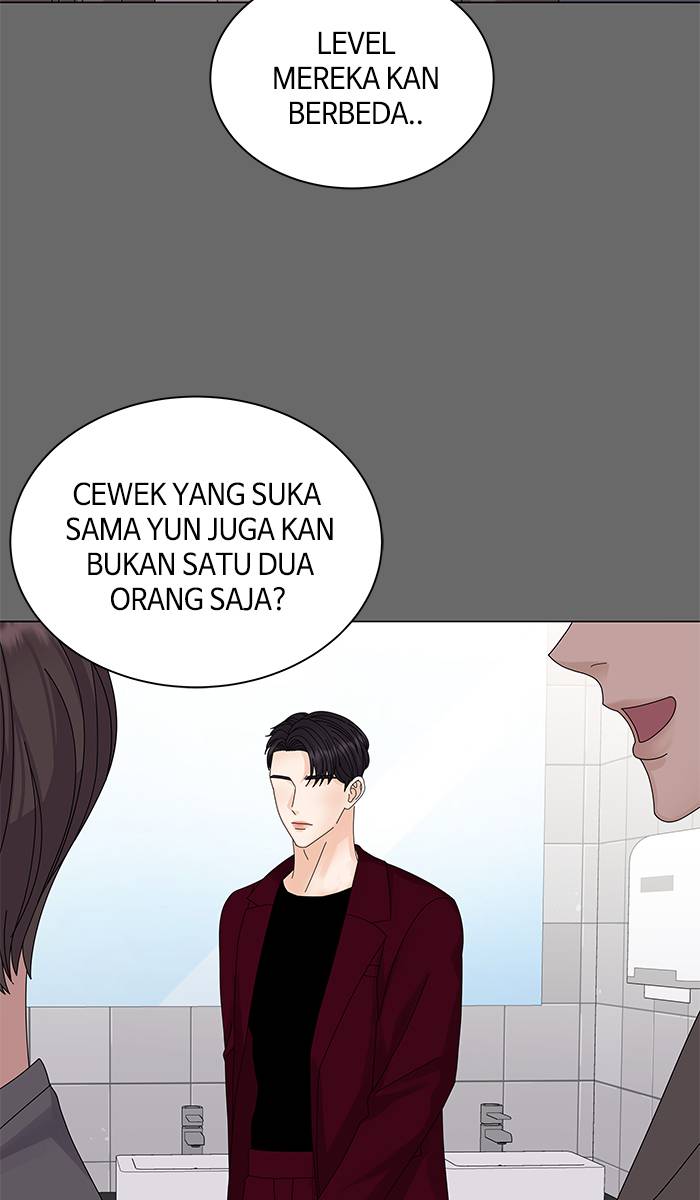 LEVEL
MEREKA KAN
BERBEDA..
CEWEK YANG SUKA
SAMA YUN JUGA KAN
BUKAN SATU DUA
ORANG SAJA?